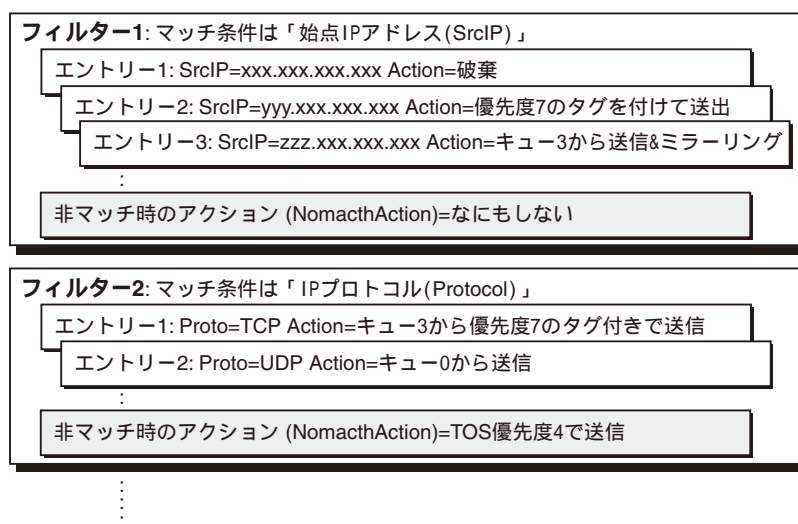 フィルター1: マッチ条件は「始点IPアドレス(SrcIP)」
エントリー1: SrcIP=xxx.xxx.xxx.xxx Action=破棄
エントリー2: SrcIP=yyy.xxx.xxx.xxx Action=優先度7のタグを付けて送出
エントリー3: SrcIP=zzz.xxx.xxx.xxx Action=キュー3から送信&ミラーリング
:
非マッチ時のアクション (NomacthAction)=なにもしない
フィルター2: マッチ条件は「IPプロトコル(Protocol)」
エントリー1: Proto=TCP Action=キュー3から優先度7のタグ付きで送信
エントリー2: Proto=UDP Action=キュー0から送信
:
非マッチ時のアクション (NomacthAction)=TOS優先度4で送信